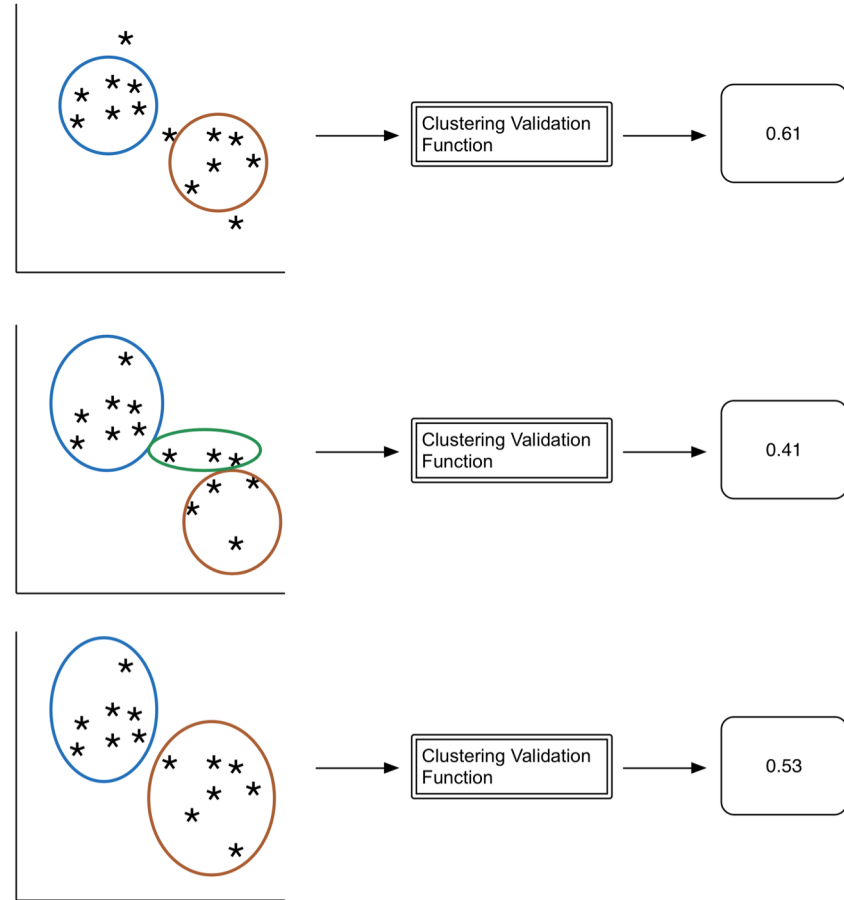 Clustering Validation
Function
0.61
Clustering Validation
Function
0.41
Clustering Validation
Function
0.53